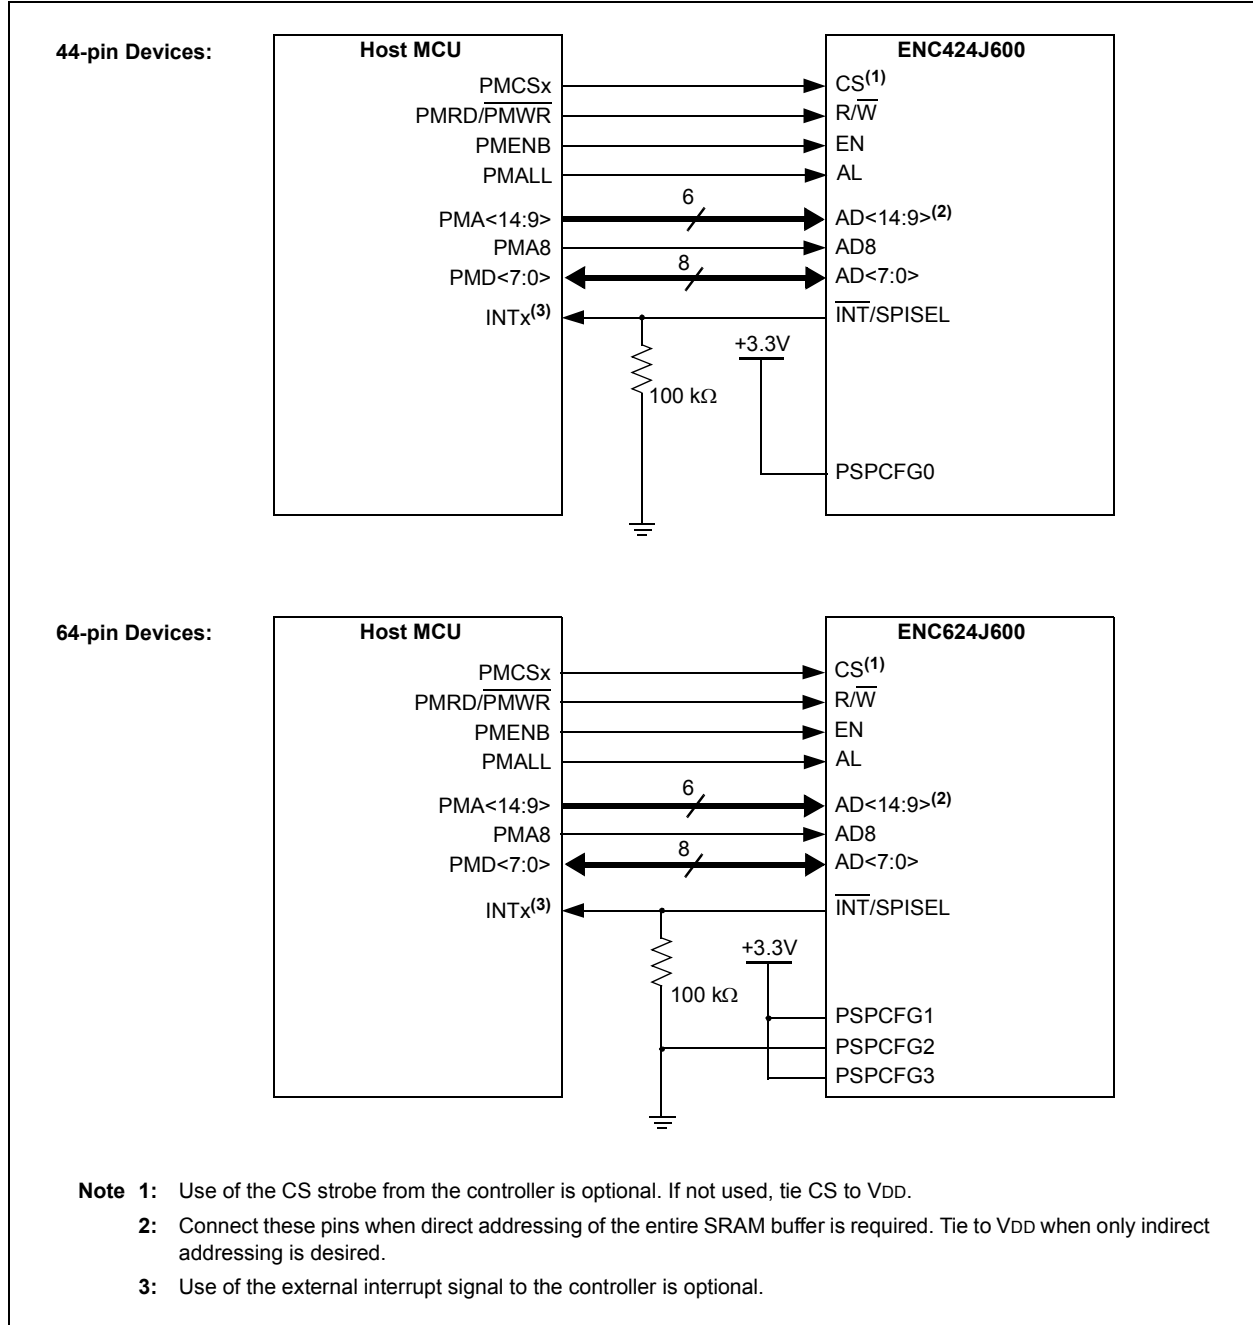 44-pin Devices:
Host MCU
ENC424J600
PMCSx
CS(1)
PMRD/PMWR
R/W
PMENB
EN
PMALL
AL
6
PMA<14:9>
AD<14:9>(2)
PMA8
AD8
8
PMD<7:0>
AD<7:0>
INTx(3)
INT/SPISEL
+3.3V
100 kΩ
PSPCFG0
64-pin Devices:
Host MCU
ENC624J600
PMCSx
CS(1)
PMRD/PMWR
R/W
PMENB
EN
PMALL
AL
6
PMA<14:9>
AD<14:9>(2)
PMA8
AD8
8
PMD<7:0>
AD<7:0>
INTx(3)
INT/SPISEL
+3.3V
100 kΩ
PSPCFG1
PSPCFG2
PSPCFG3
Note 1: Use of the CS strobe from the controller is optional. If not used, tie CS to VDD.
2: Connect these pins when direct addressing of the entire SRAM buffer is required. Tie to VDD when only indirect
addressing is desired.
3: Use of the external interrupt signal to the controller is optional.